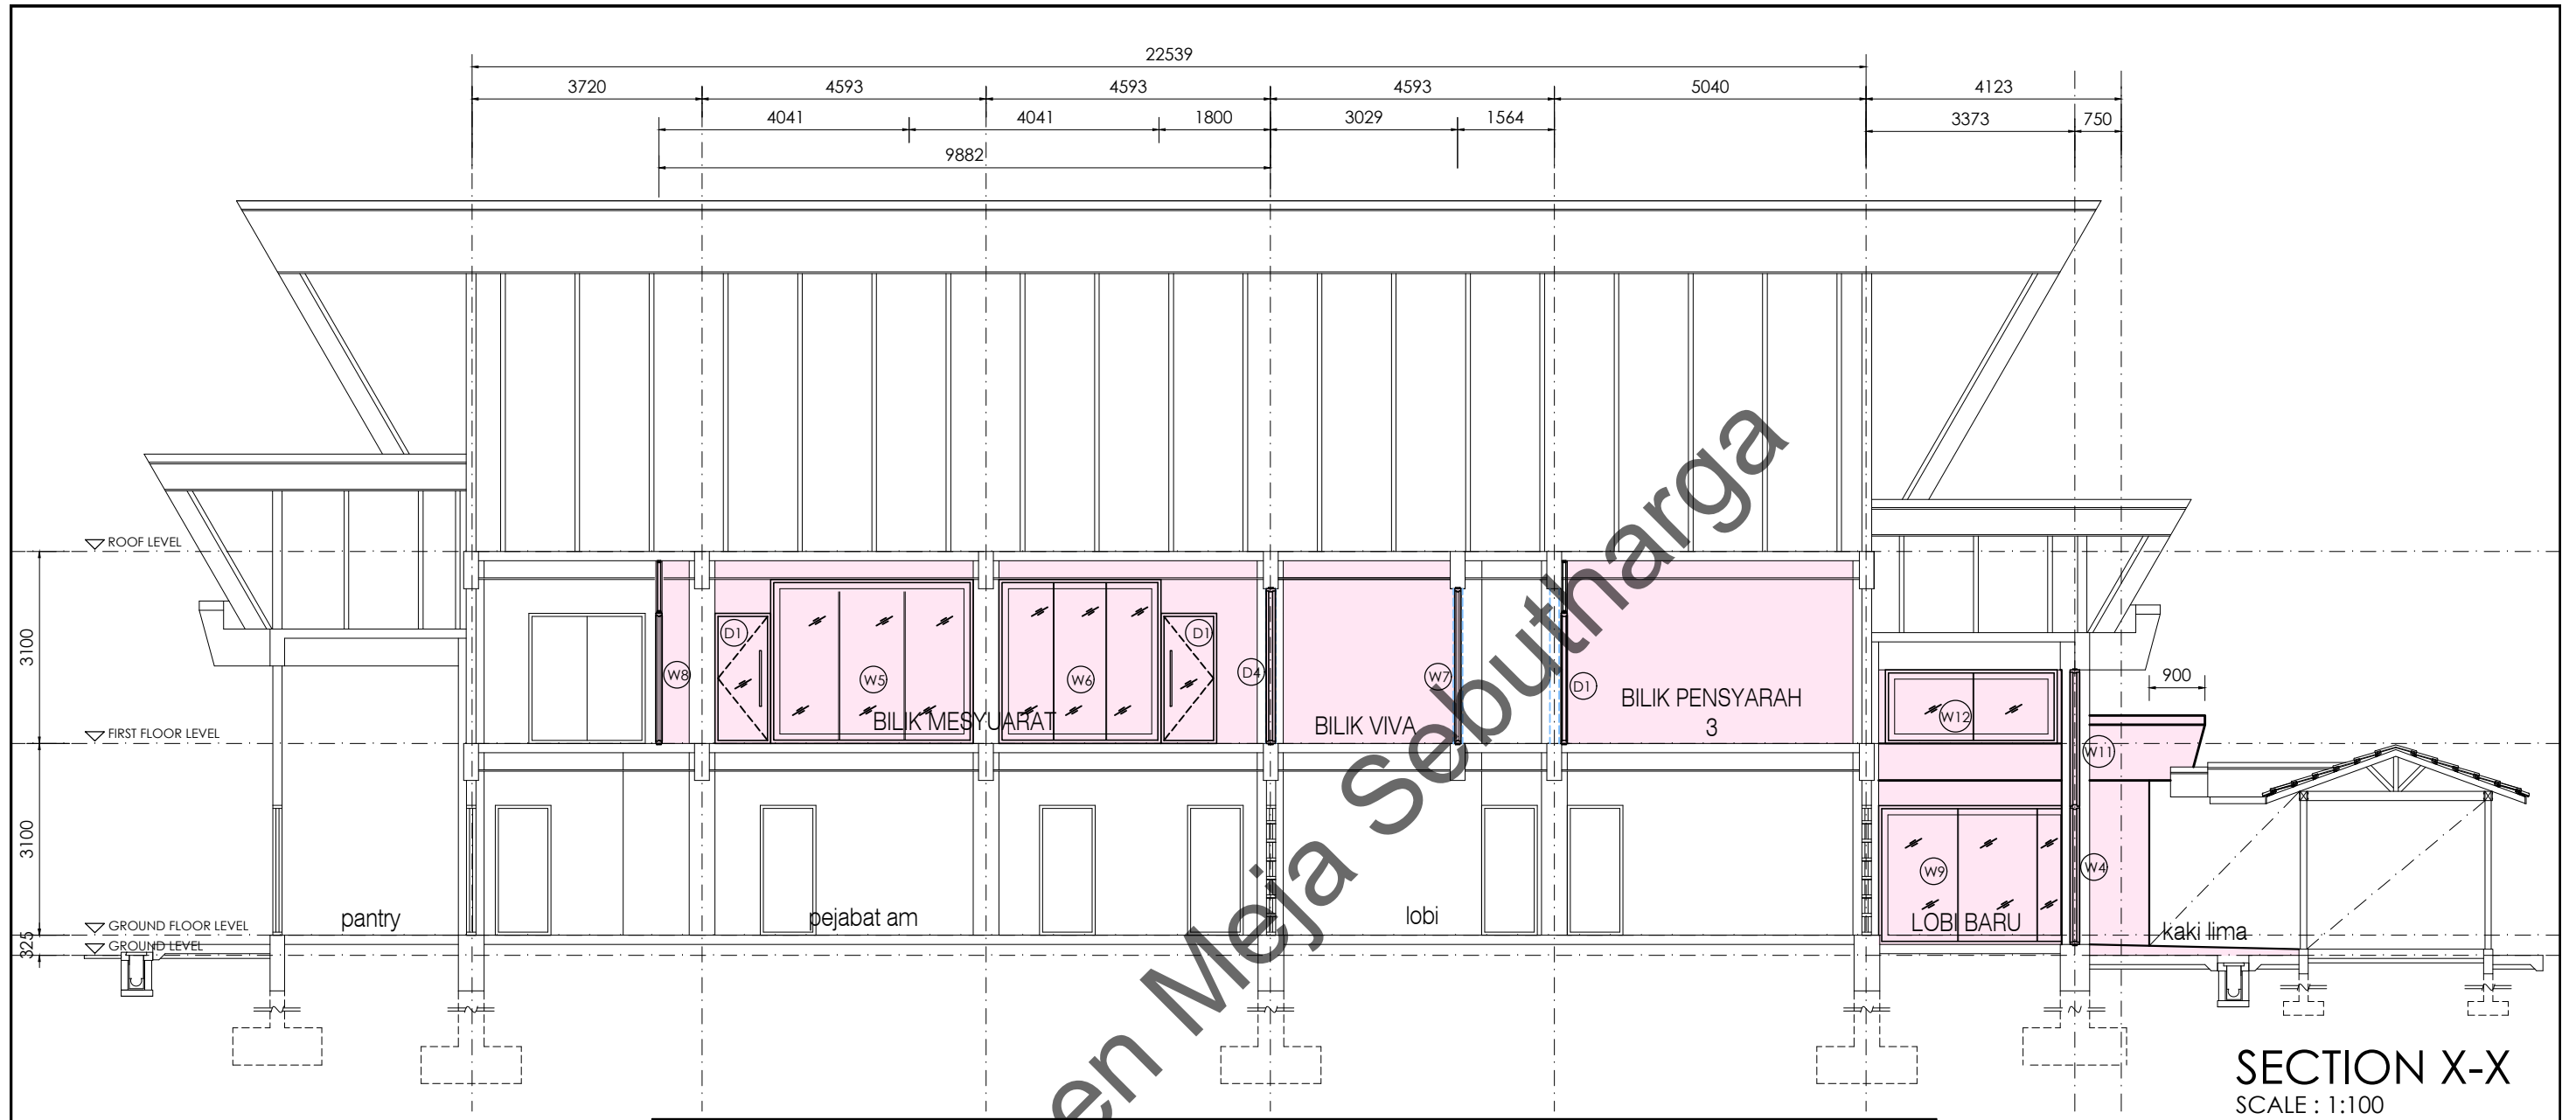 22539
3720 4593 4593 4593 5040 4123
4041 4041 1800 3029 1564 3373 750
9882
ROOF LEVEL
3100
900
D1 D1
W8 W5 W6 D4 W7 D1
BILIK PENSYARAH
3
W12
BILIK MESYUARAT BILIK VIVA
FIRST FLOOR LEVEL
W11
3100
W9 W4
pantry pejabat am lobi LOBI BARU kaki lima
GROUND FLOOR LEVEL
GROUND LEVEL
325
en Meja Sebutharga
SECTION X-X
SCALE : 1:100